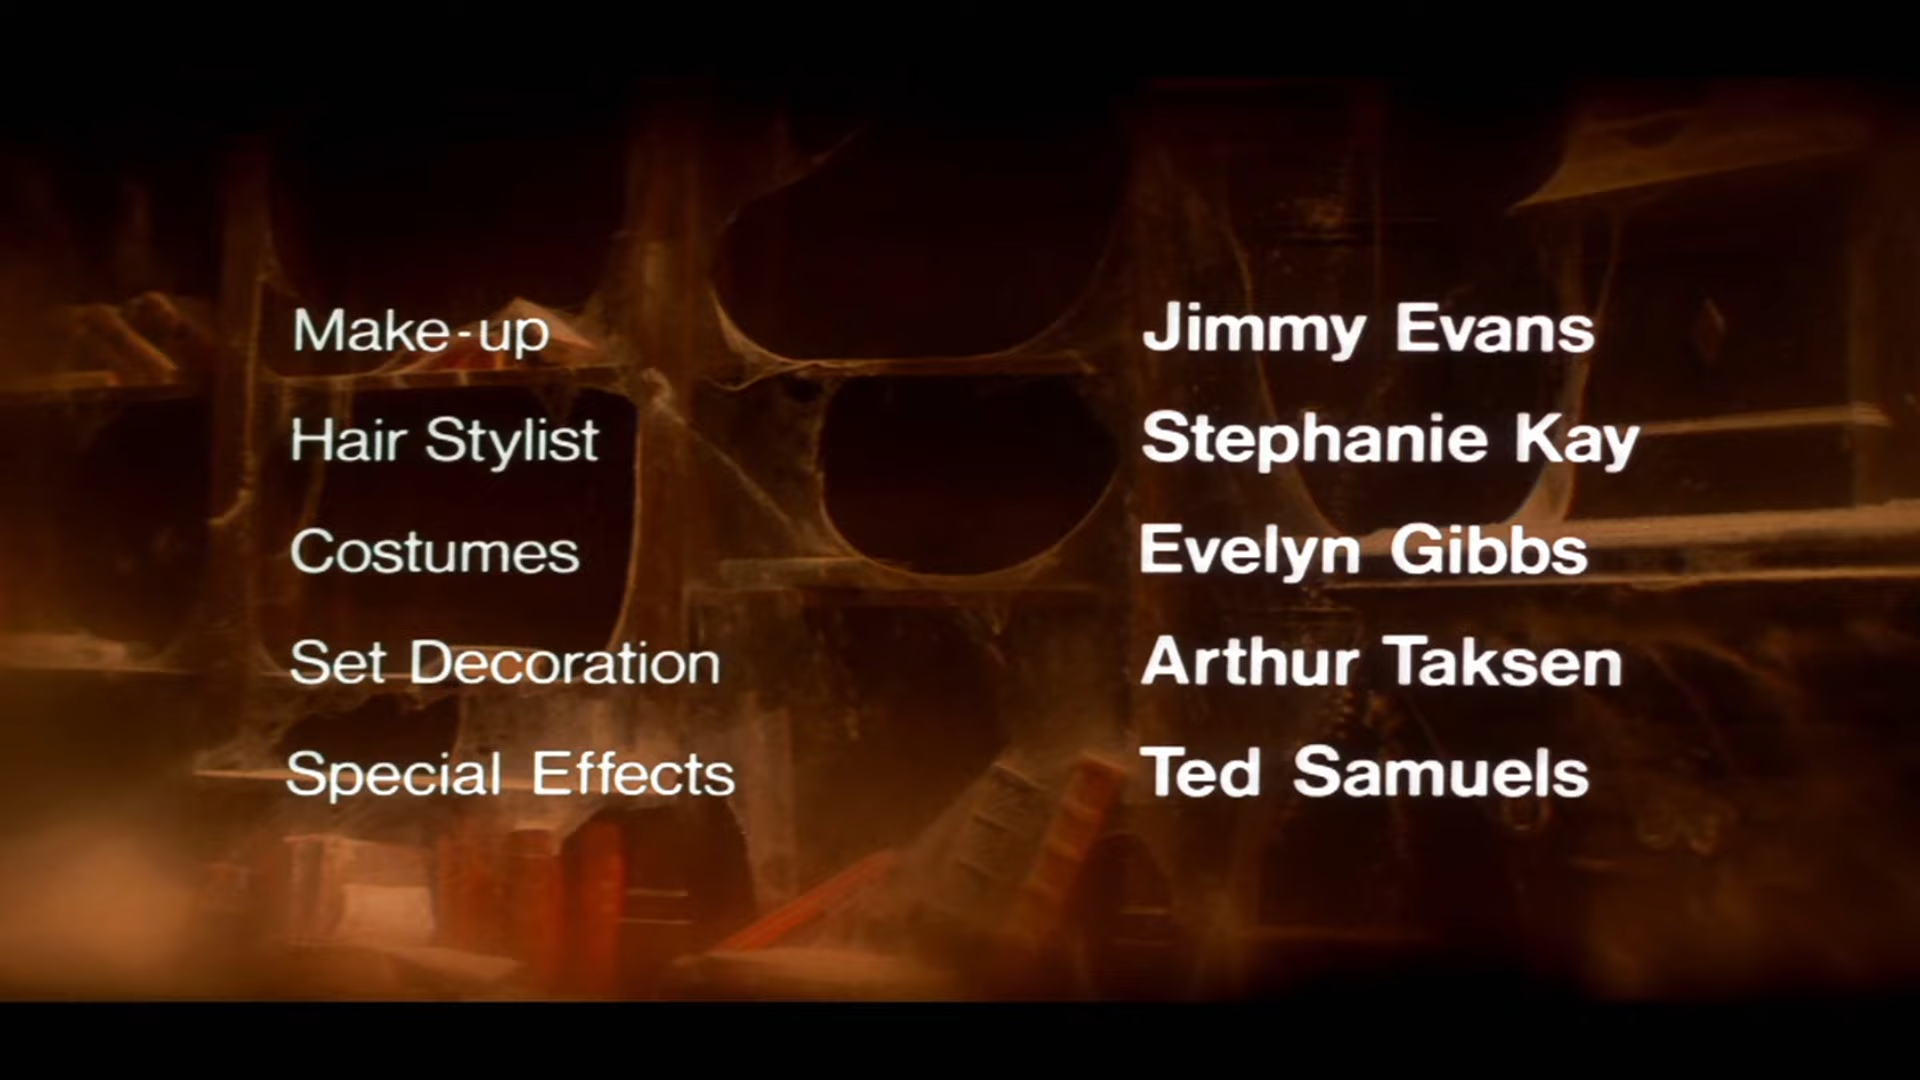 Make-up Jimmy Evans
Hair Stylist Stephanie Kay
Costumes Evelyn Gibbs
Set Decoration Arthur Taksen
Special Effects Ted Samuels